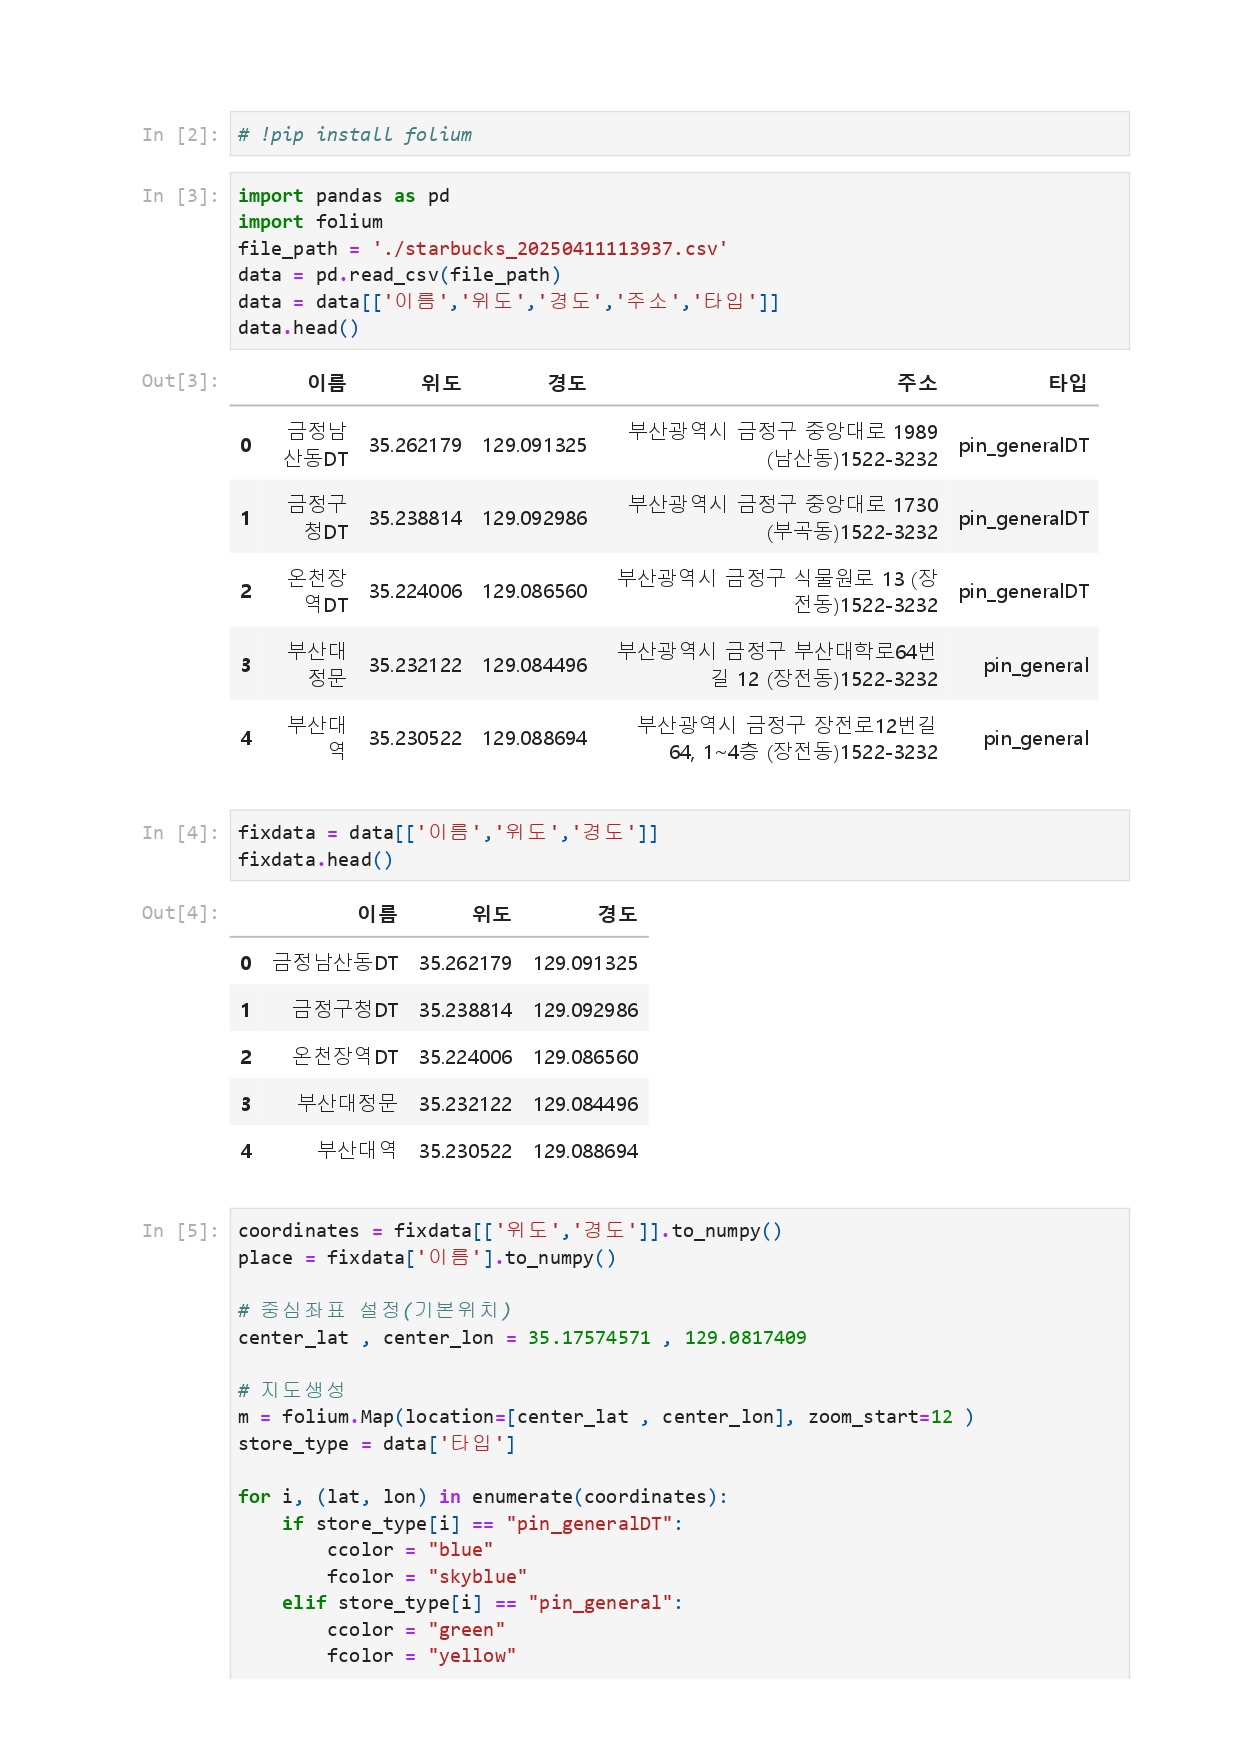 In [2]: # !pip install folium
In [3]: import pandas as pd
import folium
file_path = './starbucks_20250411113937.csv'
data = pd.read_csv(file_path)
data = data[['이름','위도','경도','주소','타입']]
data.head()
Out[3]: 이름 위도 경도 주소 타입
0 금정남산동DT 35.262179 129.091325 부산광역시 금정구 중앙대로 1989 (남산동)1522-3232 pin_generalDT
1 금정구청DT 35.238814 129.092986 부산광역시 금정구 중앙대로 1730 (부곡동)1522-3232 pin_generalDT
2 온천장역DT 35.224006 129.086560 부산광역시 금정구 식물원로 13 (장전동)1522-3232 pin_generalDT
3 부산대정문 35.232122 129.084496 부산광역시 금정구 부산대학로64번길 12 (장전동)1522-3232 pin_general
4 부산대역 35.230522 129.088694 부산광역시 금정구 장전로12번길 64, 1~4층 (장전동)1522-3232 pin_general
In [4]: fixdata = data[['이름','위도','경도']]
fixdata.head()
Out[4]: 이름 위도 경도
0 금정남산동DT 35.262179 129.091325
1 금정구청DT 35.238814 129.092986
2 온천장역DT 35.224006 129.086560
3 부산대정문 35.232122 129.084496
4 부산대역 35.230522 129.088694
In [5]: coordinates = fixdata[['위도','경도']].to_numpy()
place = fixdata['이름'].to_numpy()
# 중심좌표 설정(기본위치)
center_lat , center_lon = 35.17574571 , 129.0817409
# 지도생성
m = folium.Map(location=[center_lat , center_lon], zoom_start=12 )
store_type = data['타입']
for i, (lat, lon) in enumerate(coordinates):
    if store_type[i] == "pin_generalDT":
        ccolor = "blue"
        fcolor = "skyblue"
    elif store_type[i] == "pin_general":
        ccolor = "green"
        fcolor = "yellow"